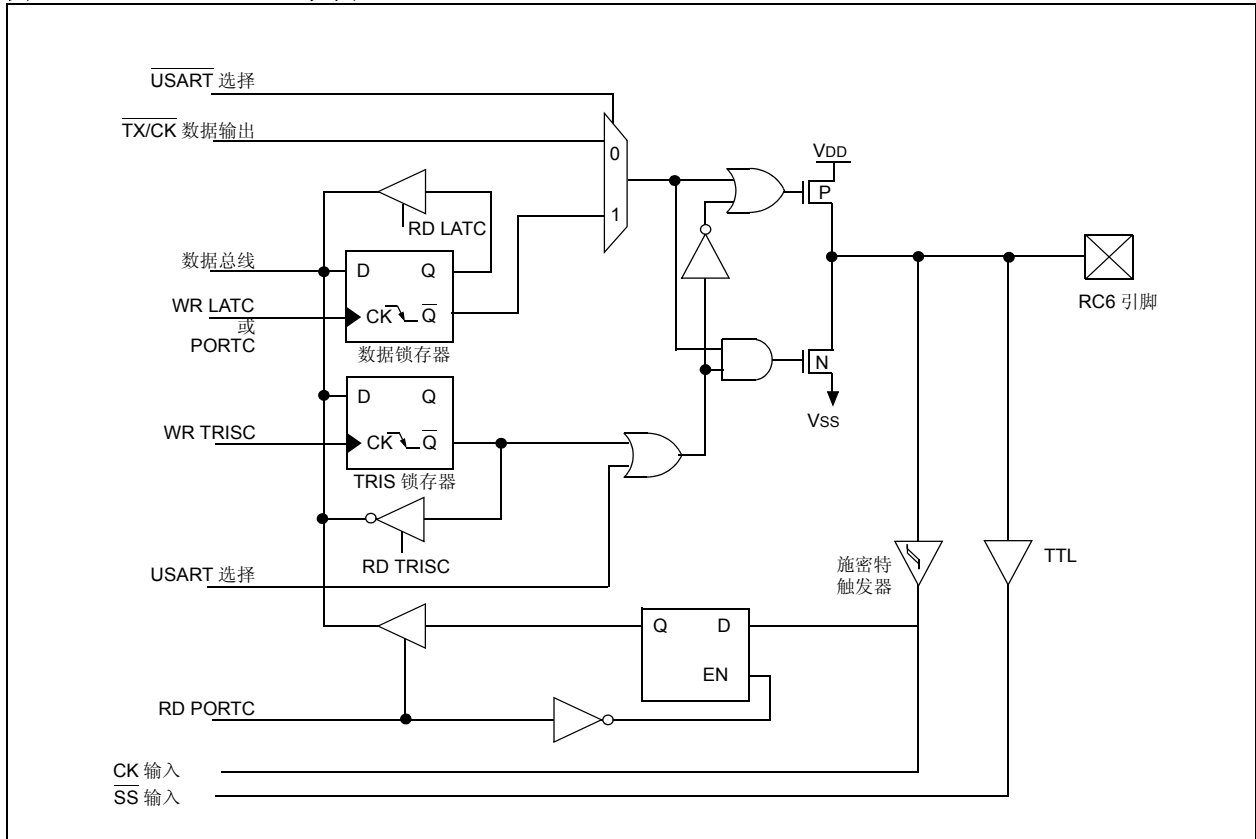 USART 选择
TX/CK 数据输出
0
1
RD LATC
数据总线
D Q
WR LATC
或
PORTC
CK Q
数据锁存器
D Q
WR TRISC
CK Q
TRIS 锁存器
RD TRISC
USART 选择
VDD
P
N
VSS
RC6 引脚
施密特
触发器
TTL
Q D
EN
RD PORTC
CK 输入
SS 输入